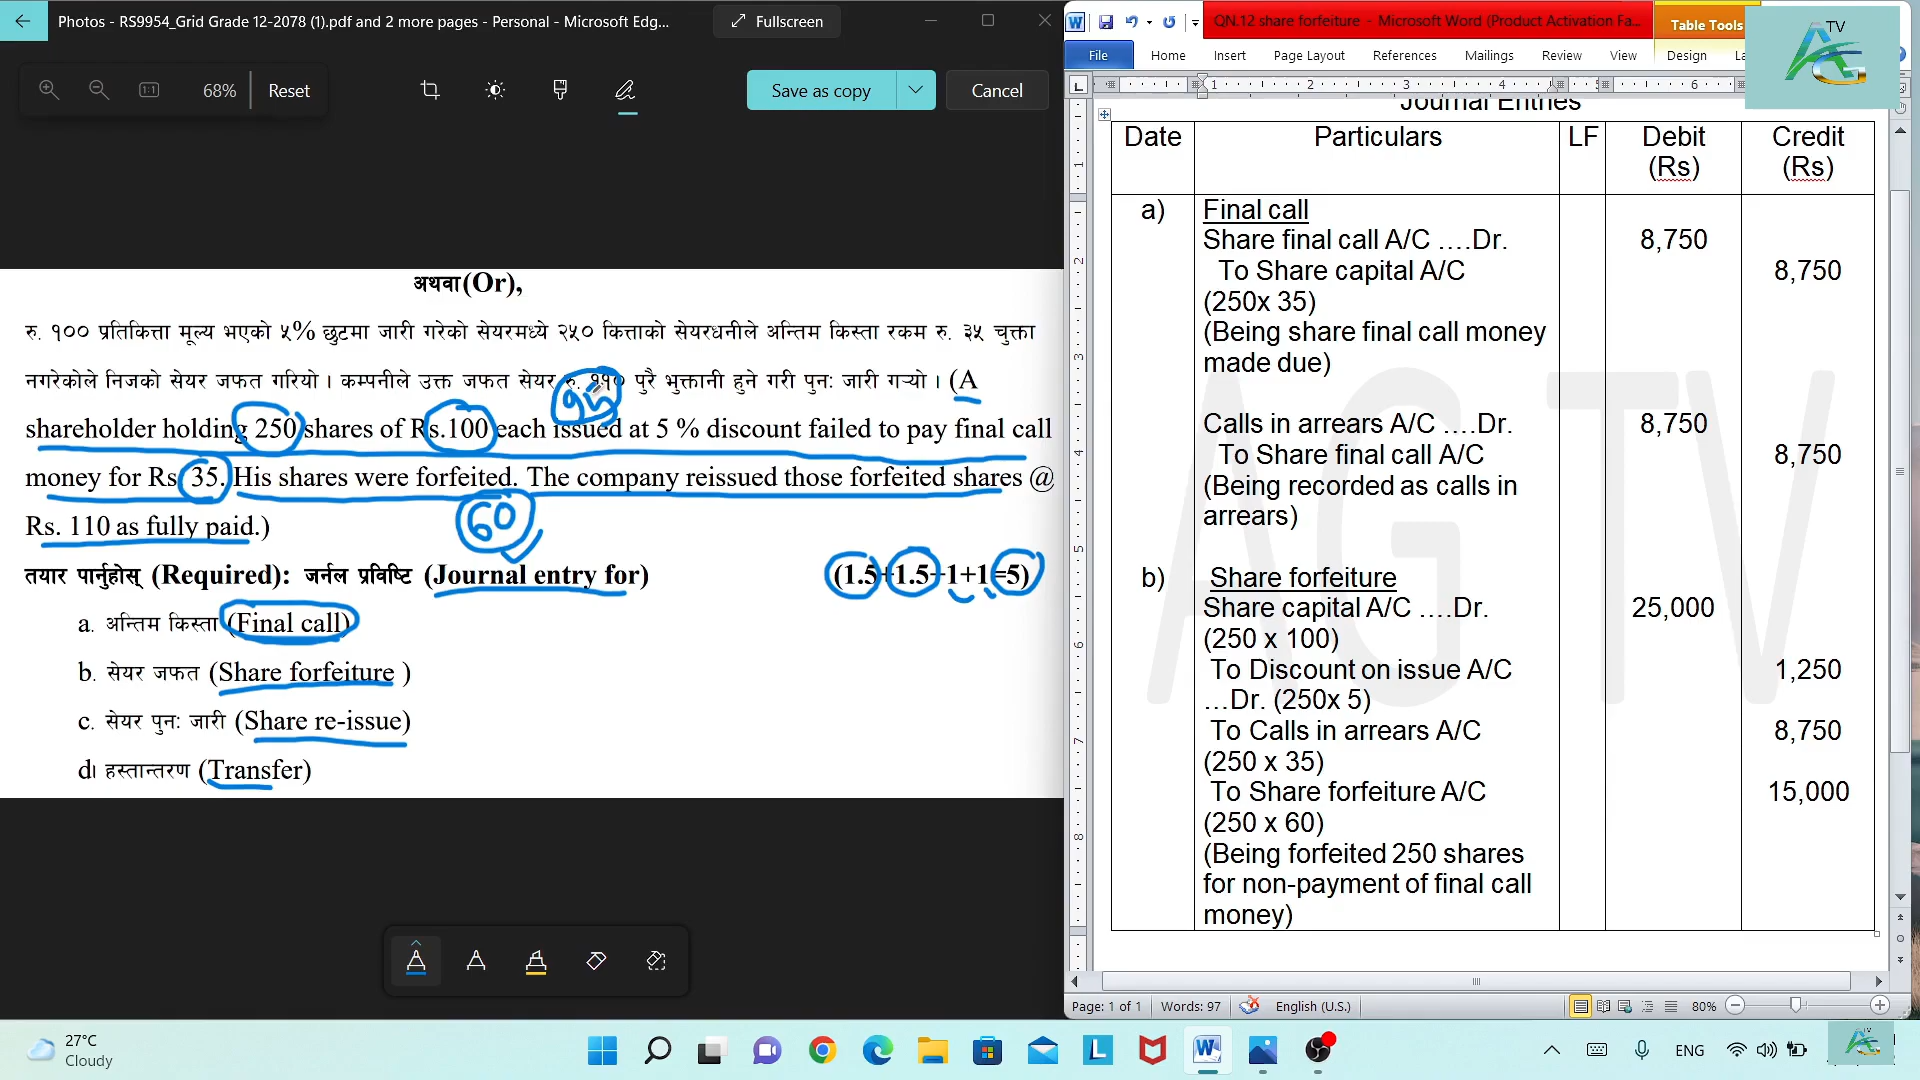 Photos - RS9954_Grid Grade 12-2078 (1).pdf and 2 more pages - Personal - Microsoft Edg...
Fullscreen
68%
Reset
Save as copy
Cancel
अथवा (Or),
रु. १०० प्रतिकित्ता मूल्य भएको ५% छुटमा जारी गरेको सेयरमध्ये २५० कित्ताको सेयरधनीले अन्तिम किस्ता रकम रु. ३५ चुक्ता
नगरेकोले निजको सेयर जफत गरियो । कम्पनीले उक्त जफत सेयर रु. ११० पुरै भुक्तानी हुने गरी पुनः जारी गर्‍यो । (A
95
shareholder holding 250 shares of Rs.100 each issued at 5 % discount failed to pay final call
money for Rs. 35. His shares were forfeited. The company reissued those forfeited shares @
60
Rs. 110 as fully paid.)
तयार पार्नुहोस् (Required): जर्नल प्रविष्टि (Journal entry for) (1.5+1.5+1+1=5)
a. अन्तिम किस्ता (Final call)
b. सेयर जफत (Share forfeiture )
c. सेयर पुनः जारी (Share re-issue)
d। हस्तान्तरण (Transfer)
QN.12 share forfeiture - Microsoft Word (Product Activation Fa...
Table Tools
TV
File Home Insert Page Layout References Mailings Review View Design
Journal Entries
Date Particulars LF Debit (Rs) Credit (Rs)
a) Final call
Share final call A/C ....Dr. 8,750
To Share capital A/C 8,750
(250x 35)
(Being share final call money
made due)
Calls in arrears A/C ....Dr. 8,750
To Share final call A/C 8,750
(Being recorded as calls in
arrears)
b) Share forfeiture
Share capital A/C ....Dr. 25,000
(250 x 100)
To Discount on issue A/C 1,250
...Dr. (250x 5)
To Calls in arrears A/C 8,750
(250 x 35)
To Share forfeiture A/C 15,000
(250 x 60)
(Being forfeited 250 shares
for non-payment of final call
money)
AG TV
Page: 1 of 1 Words: 97 English (U.S.) 80%
27°C
Cloudy
ENG